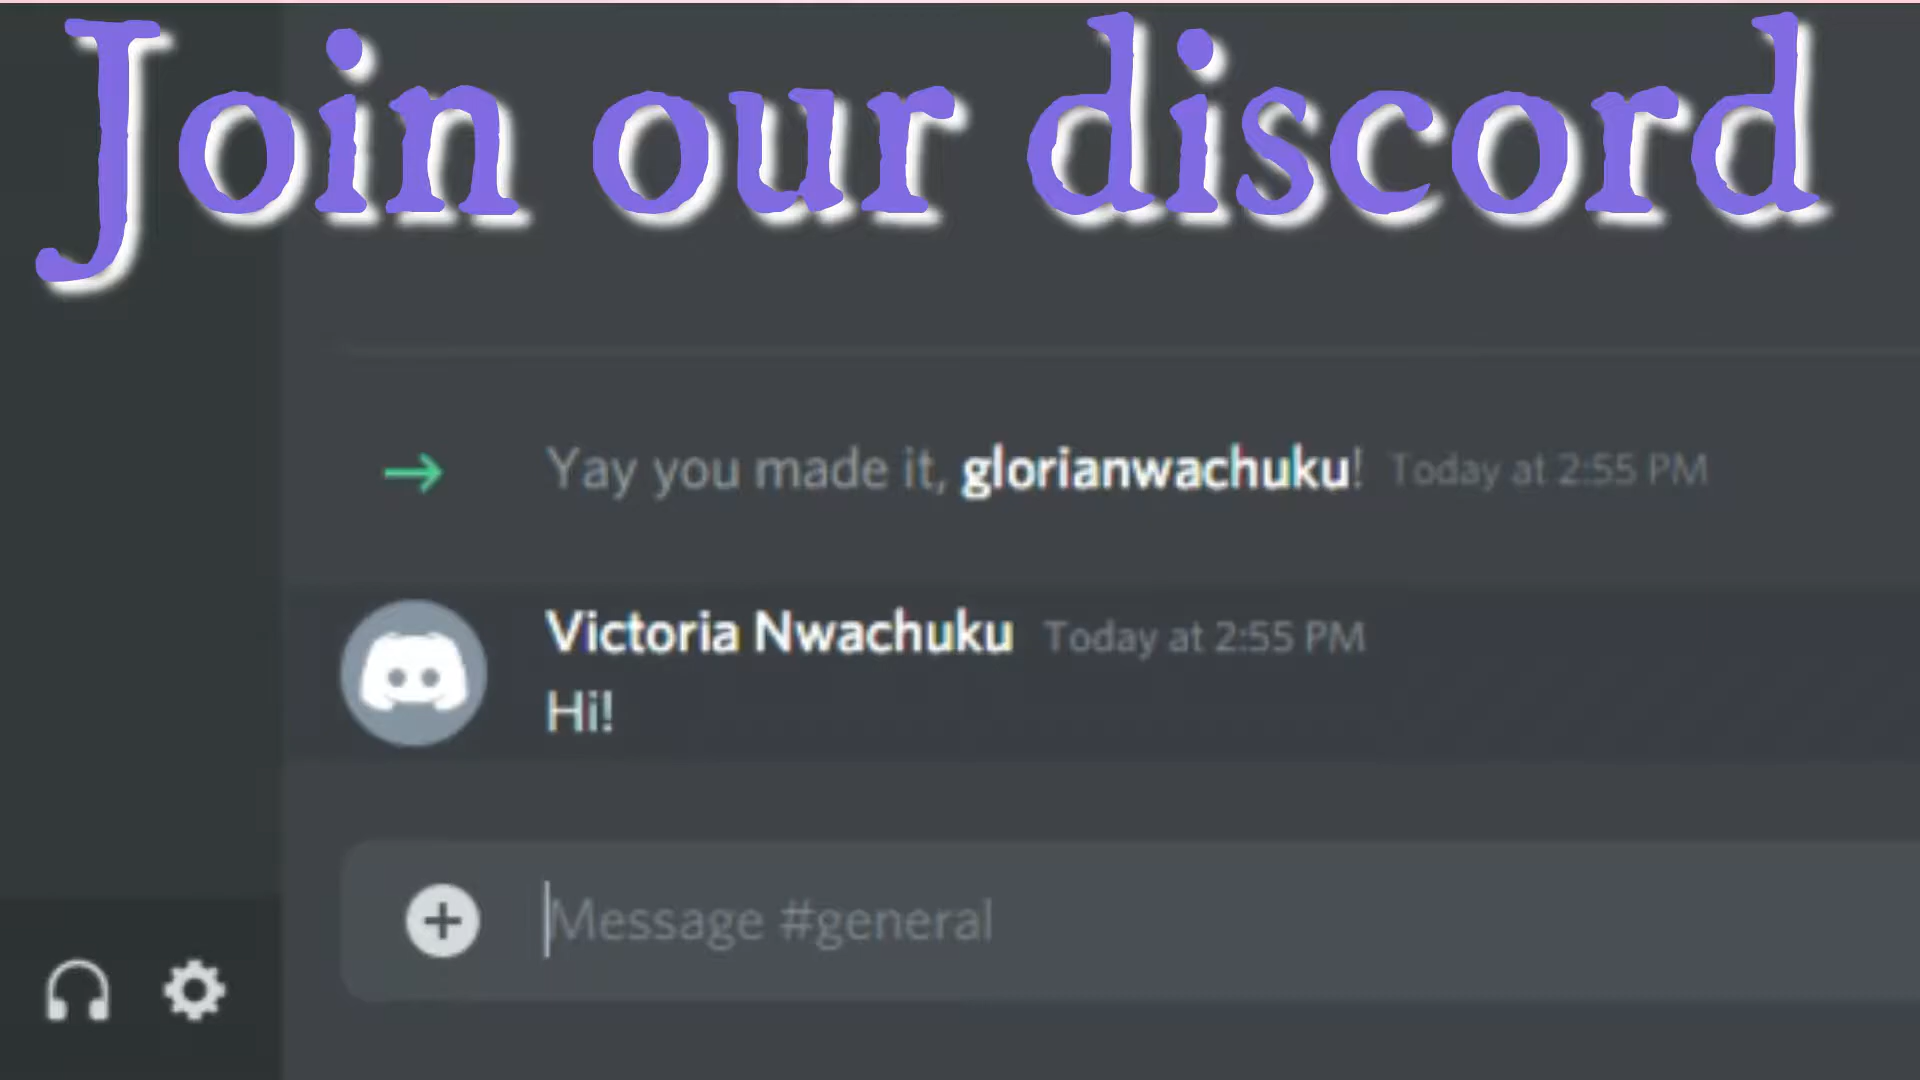 Join our discord
Yay you made it, glorianwachuku! Today at 2:55 PM
Victoria Nwachuku Today at 2:55 PM
Hi!
Message #general